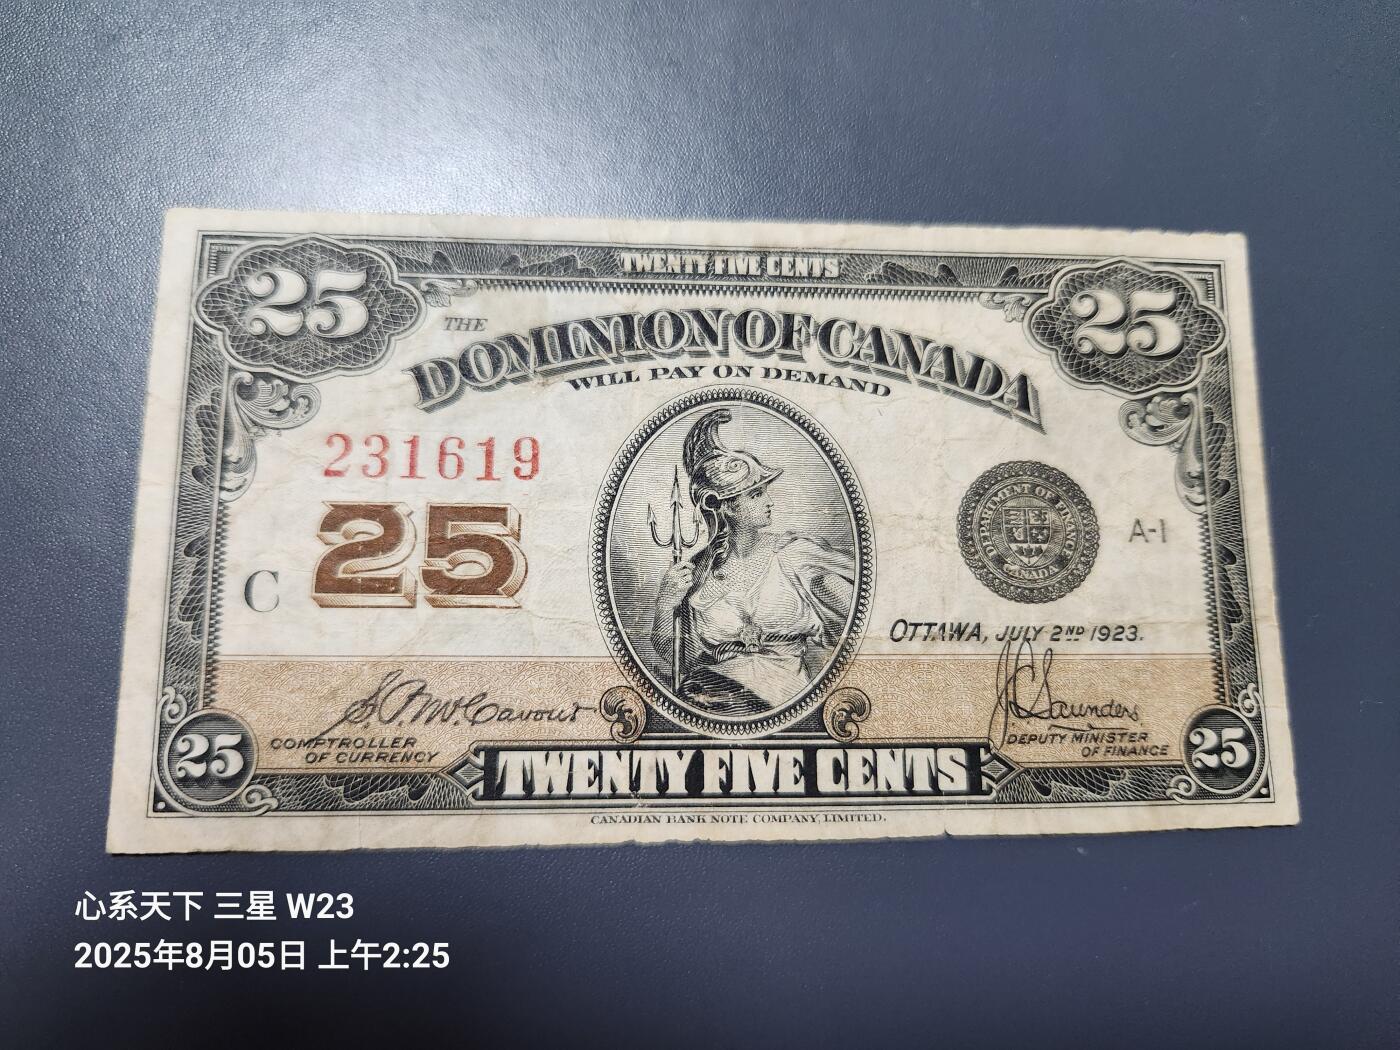 25 TWENTY FIVE CENTS 25
THE
DOMINION OF CANADA
WILL PAY ON DEMAND
231619
25
C
DEPARTMENT OF FINANCE
CANADA
A-1
OTTAWA, JULY 2ND 1923.
J.C. Saunders
DEPUTY MINISTER
OF FINANCE
COMPTROLLER
OF CURRENCY
25 TWENTY FIVE CENTS 25
CANADIAN BANK NOTE COMPANY, LIMITED.
心系天下 三星 W23
2025年8月05日 上午2:25